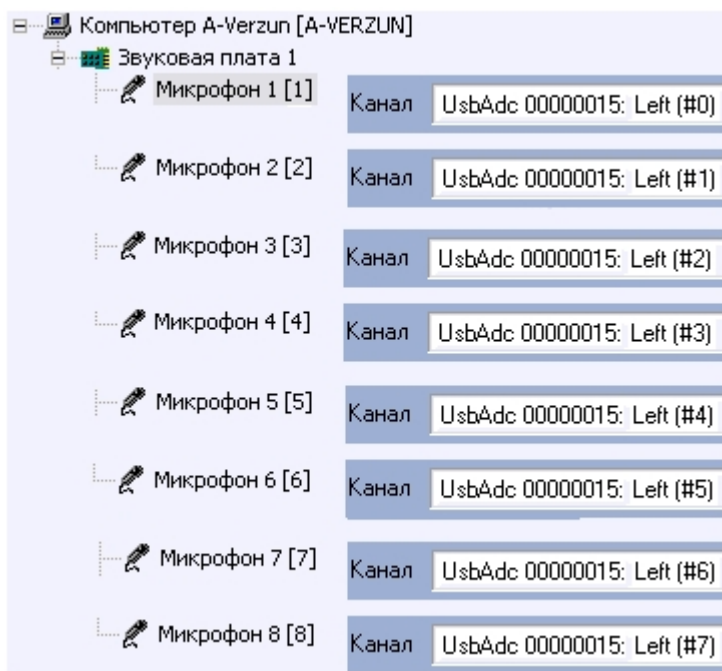 Компьютер A-Verzun [A-VERZUN]
Звуковая плата 1
Микрофон 1 [1] Канал UsbAdc 00000015: Left (#0)
Микрофон 2 [2] Канал UsbAdc 00000015: Left (#1)
Микрофон 3 [3] Канал UsbAdc 00000015: Left (#2)
Микрофон 4 [4] Канал UsbAdc 00000015: Left (#3)
Микрофон 5 [5] Канал UsbAdc 00000015: Left (#4)
Микрофон 6 [6] Канал UsbAdc 00000015: Left (#5)
Микрофон 7 [7] Канал UsbAdc 00000015: Left (#6)
Микрофон 8 [8] Канал UsbAdc 00000015: Left (#7)